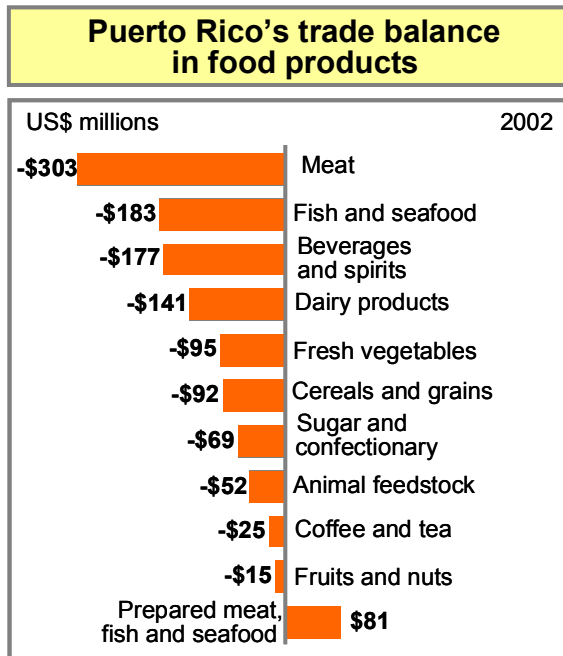 Puerto Rico's trade balance
in food products
US$ millions 2002
-$303 Meat
-$183 Fish and seafood
-$177 Beverages
and spirits
-$141 Dairy products
-$95 Fresh vegetables
-$92 Cereals and grains
-$69 Sugar and
confectionary
-$52 Animal feedstock
-$25 Coffee and tea
-$15 Fruits and nuts
Prepared meat,
fish and seafood $81